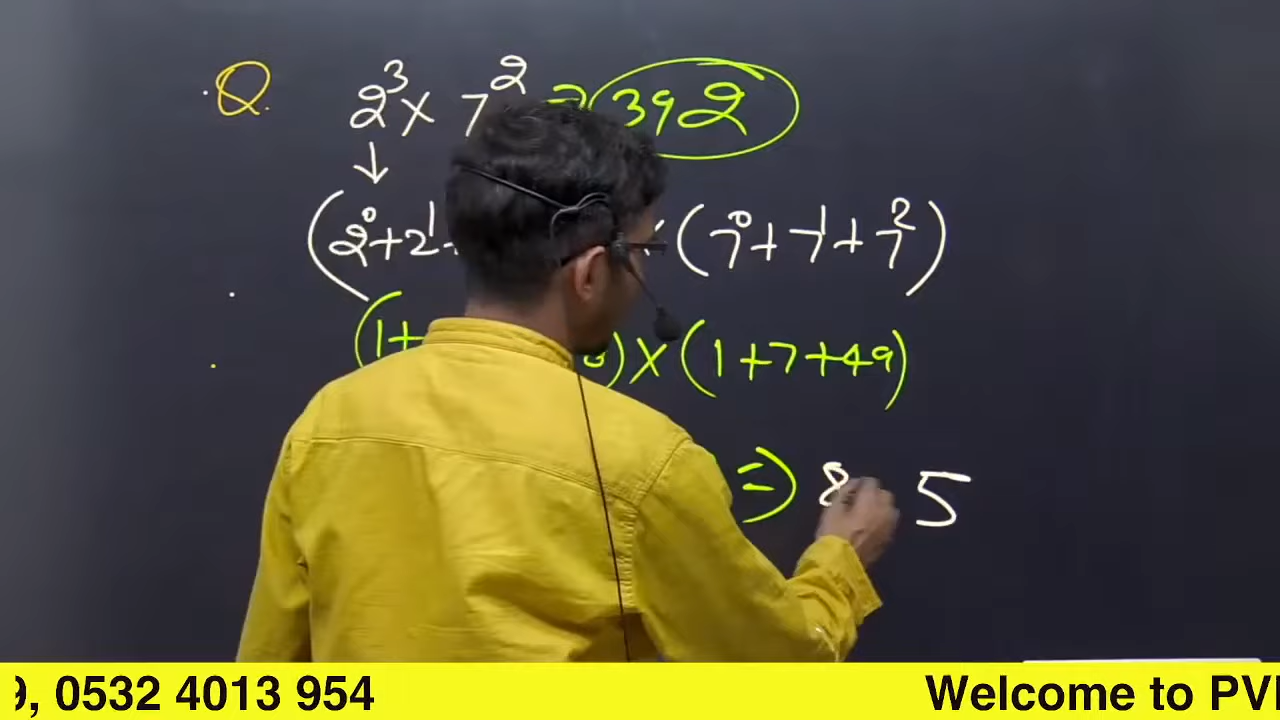 Q. 2³ × 7² = 392
(2⁰+2¹+ × (7⁰+7¹+7²)
(1+ 8) × (1+7+49)
=) 8 5
9, 0532 4013 954 Welcome to PV